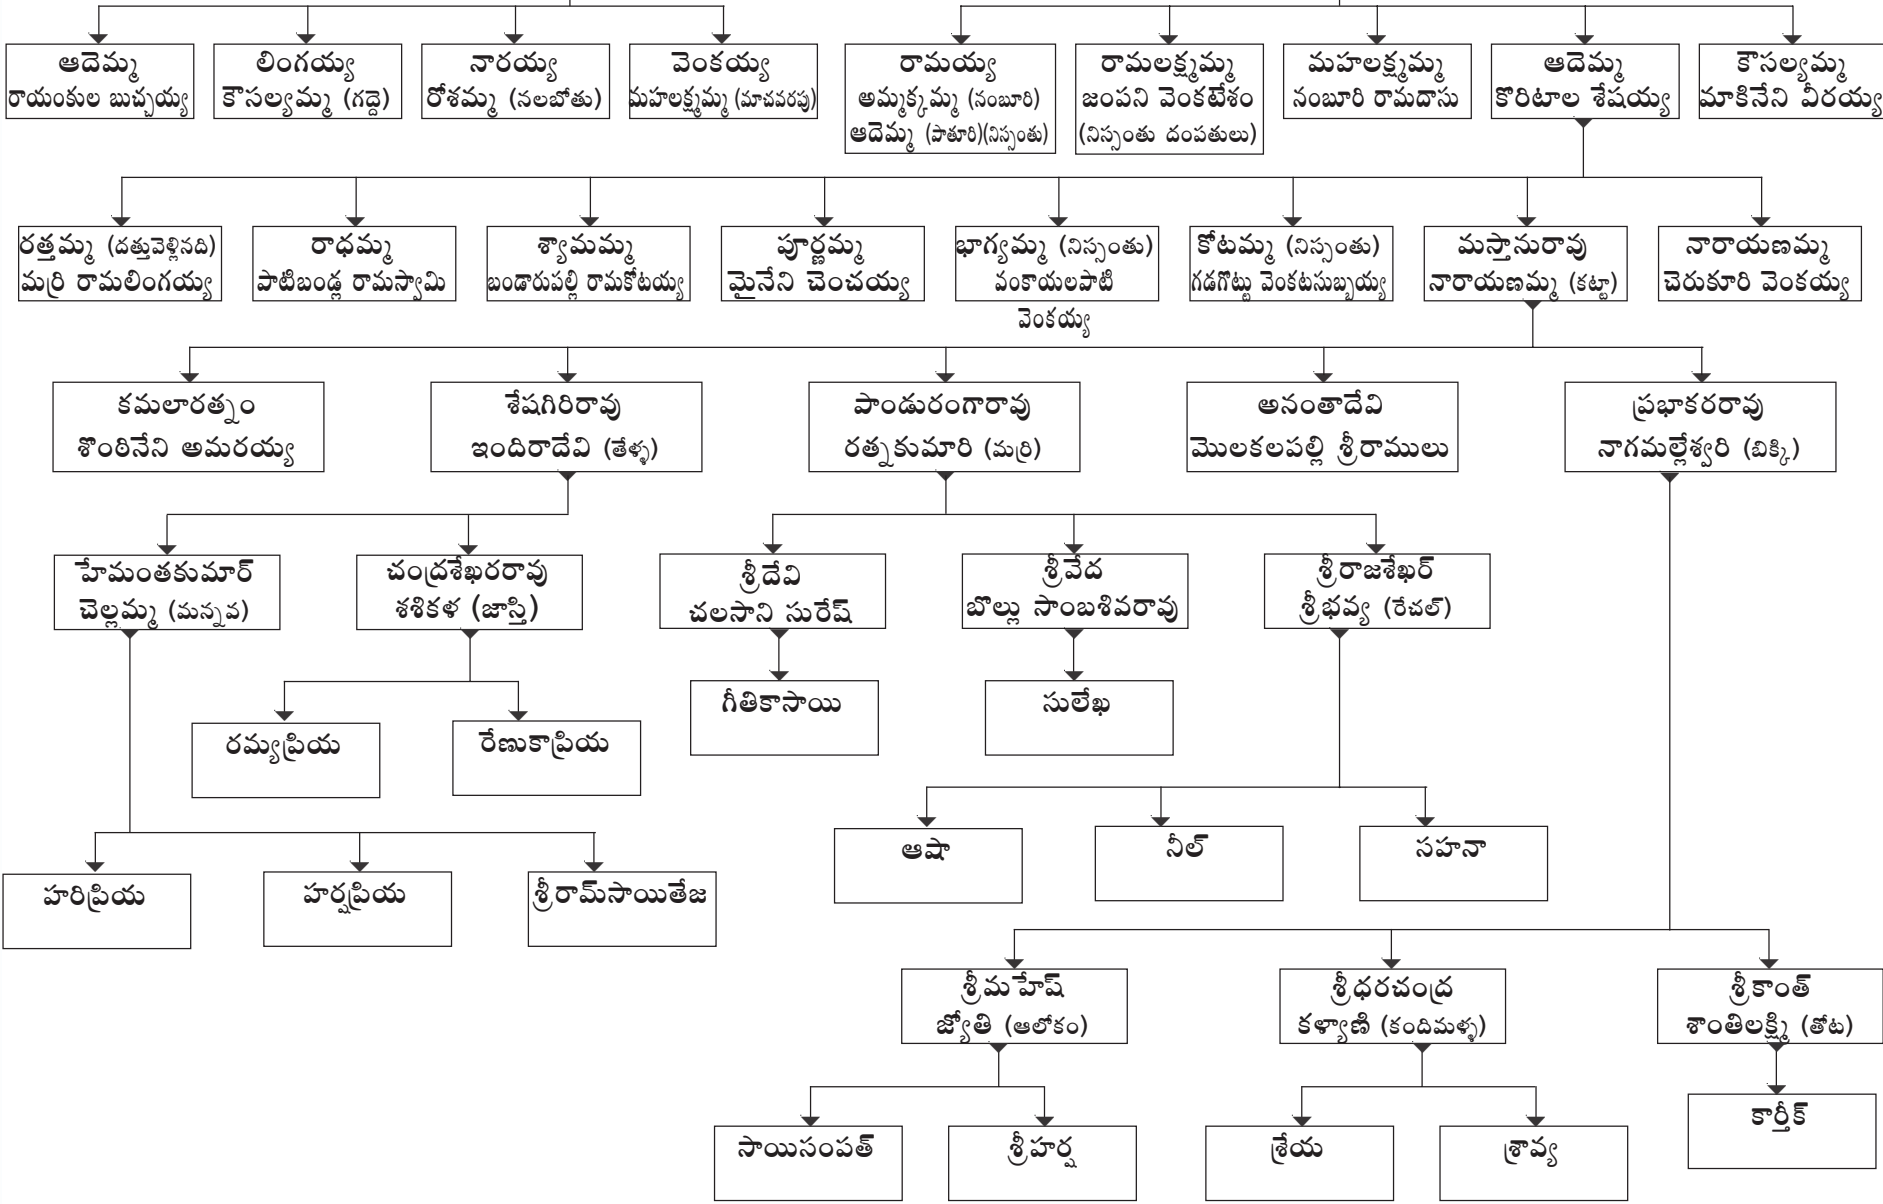 ఆదెమ్మ
రాయంకుల బుచ్చయ్య
లింగయ్య
కౌసల్యమ్మ (గద్దె)
నారయ్య
రోశమ్మ (నలబోతు)
వెంకయ్య
మహలక్ష్మమ్మ (మాచవరపు)
రామయ్య
అమ్మక్కమ్మ (నంబూరి)
ఆదెమ్మ (పాతూరి)(నిస్సంతు)
రామలక్ష్మమ్మ
జంపని వెంకటేశం
(నిస్సంతు దంపతులు)
మహలక్ష్మమ్మ
నంబూరి రామదాసు
ఆదెమ్మ
కొరిటాల శేషయ్య
కౌసల్యమ్మ
మాకినేని వీరయ్య
రత్తమ్మ (దత్తువెళ్లినది)
మర్రి రామలింగయ్య
రాధమ్మ
పాటిబండ్ల రామస్వామి
శ్యామమ్మ
బండారుపల్లి రామకోటయ్య
పూర్ణమ్మ
మైనేని చెంచయ్య
భాగ్యమ్మ (నిస్సంతు)
వంకాయలపాటి
వెంకయ్య
కోటమ్మ (నిస్సంతు)
గడగొట్టు వెంకటసుబ్బయ్య
మస్తానురావు
నారాయణమ్మ (కట్టా)
నారాయణమ్మ
చెరుకూరి వెంకయ్య
కమలారత్నం
శొంఠినేని అమరయ్య
శేషగిరిరావు
ఇందిరాదేవి (తేళ్ళ)
పాండురంగారావు
రత్నకుమారి (మర్రి)
అనంతాదేవి
మొలకలపల్లి శ్రీరాములు
ప్రభాకరరావు
నాగమల్లేశ్వరి (బిక్కి)
హేమంతకుమార్
చెల్లమ్మ (మన్నవ)
చంద్రశేఖరరావు
శశికళ (జాస్తి)
శ్రీదేవి
చలసాని సురేష్
శ్రీవేద
బొల్లు సాంబశివరావు
శ్రీరాజశేఖర్
శ్రీభవ్య (రేచల్)
గీతికాసాయి
సులేఖ
రమ్యప్రియ
రేణుకాప్రియ
ఆషా
నీల్
సహనా
హరిప్రియ
హర్షప్రియ
శ్రీరామ్‌సాయితేజ
శ్రీమహేష్
జ్యోతి (ఆలోకం)
శ్రీధరచంద్ర
కళ్యాణి (కందిమళ్ళ)
శ్రీకాంత్
శాంతిలక్ష్మి (తోట)
సాయిసంపత్
శ్రీహర్ష
శ్రేయ
శ్రావ్య
కార్తీక్